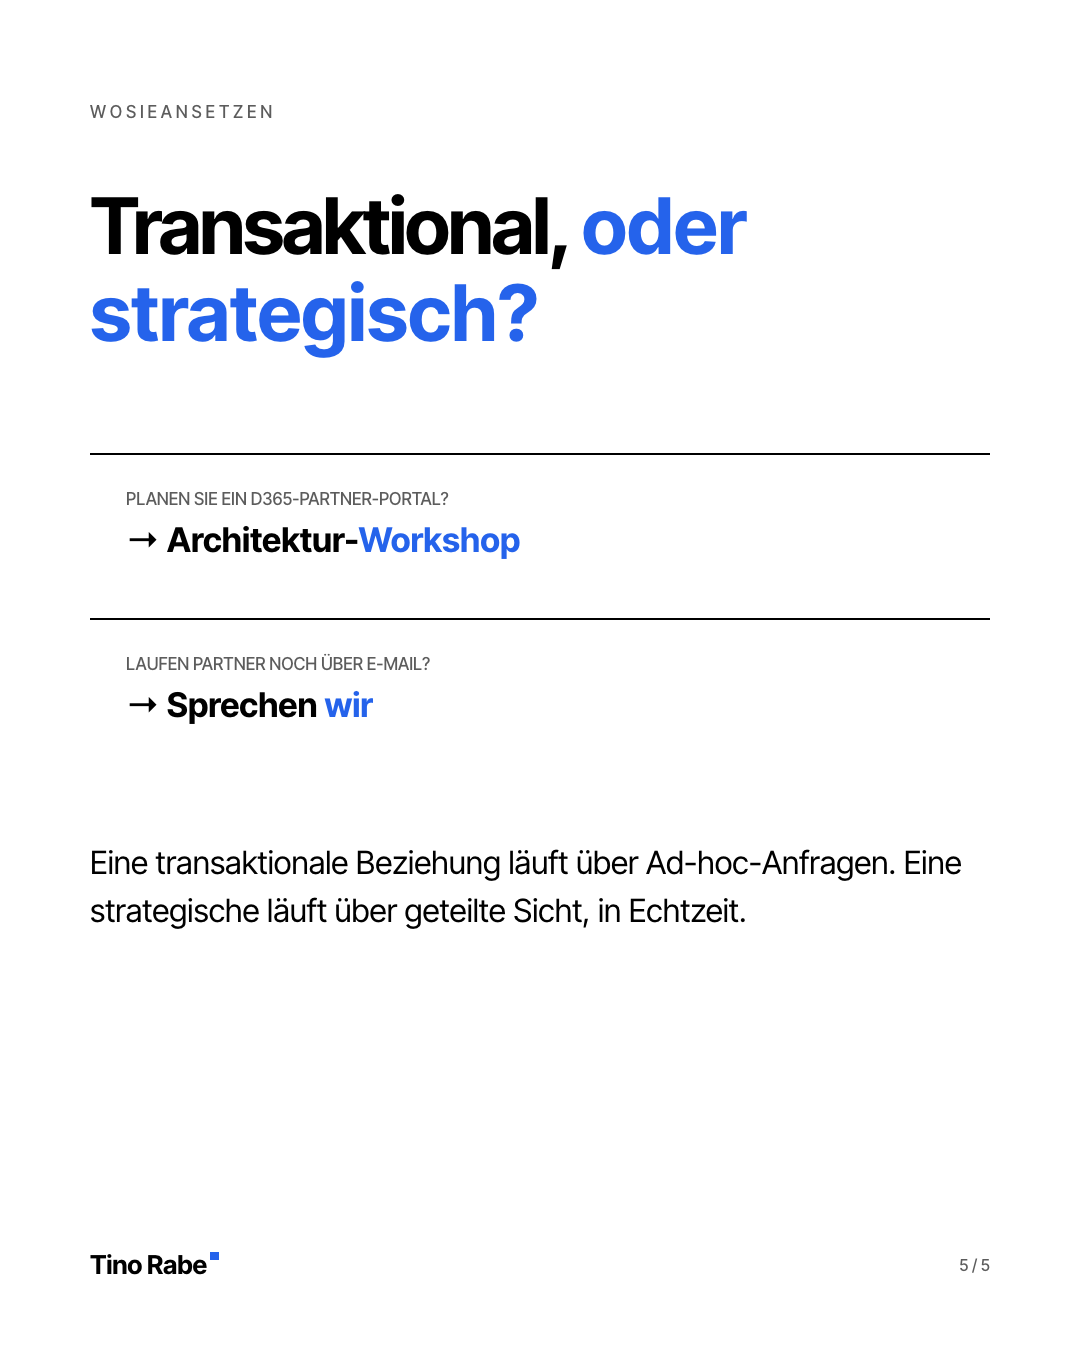 WOSIEANSETZEN
Transaktional, oder
strategisch?
PLANEN SIE EIN D365-PARTNER-PORTAL?
→ Architektur-Workshop
LAUFEN PARTNER NOCH ÜBER E-MAIL?
→ Sprechen wir
Eine transaktionale Beziehung läuft über Ad-hoc-Anfragen. Eine
strategische läuft über geteilte Sicht, in Echtzeit.
Tino Rabe
5 / 5